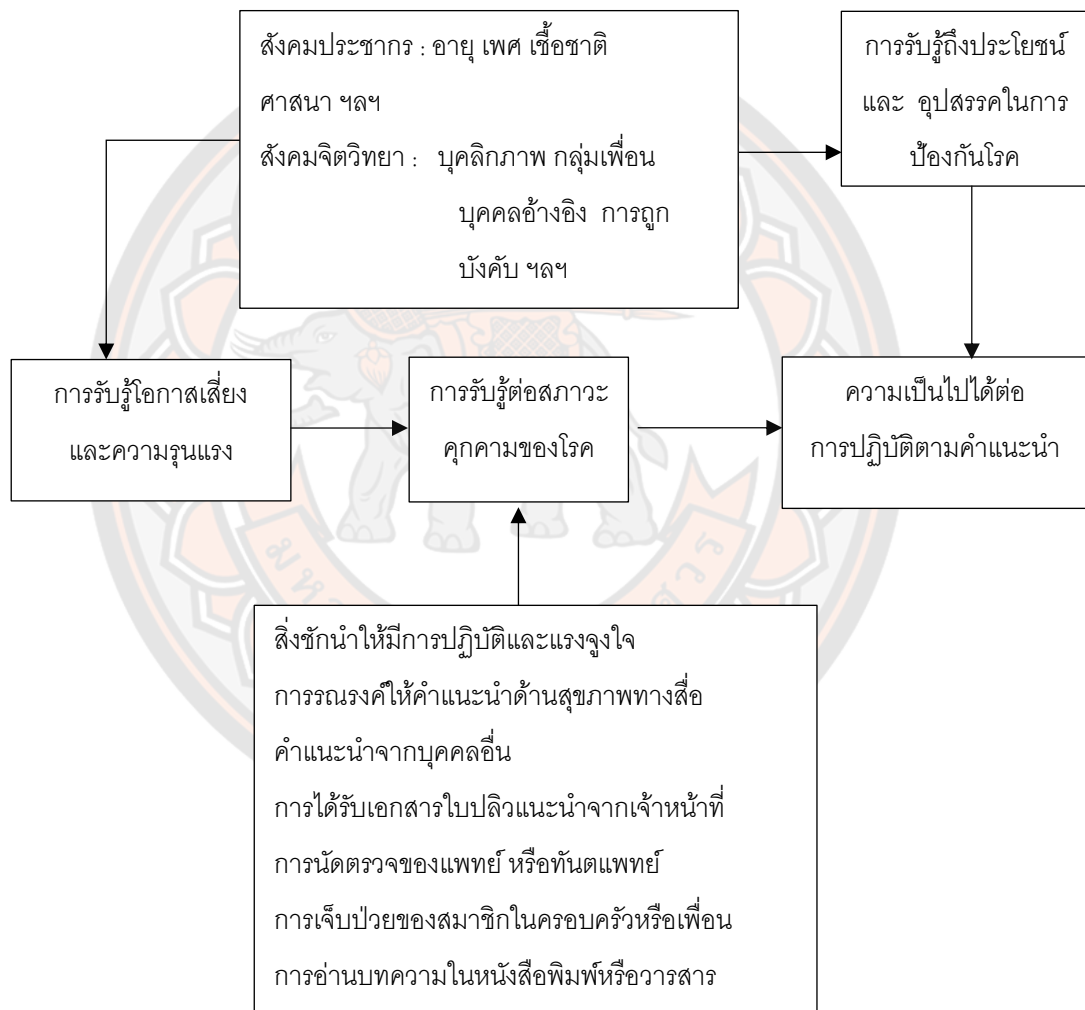 สังคมประชากร : อายุ เพศ เชื้อชาติ
ศาสนา ฯลฯ
สังคมจิตวิทยา : บุคลิกภาพ กลุ่มเพื่อน
บุคคลอ้างอิง การถูก
บังคับ ฯลฯ
การรับรู้ถึงประโยชน์
และ อุปสรรคในการ
ป้องกันโรค
การรับรู้โอกาสเสี่ยง
และความรุนแรง
การรับรู้ต่อสภาวะ
คุกคามของโรค
ความเป็นไปได้ต่อ
การปฏิบัติตามคำแนะนำ
สิ่งชักนำให้มีการปฏิบัติและแรงจูงใจ
การรณรงค์ให้คำแนะนำด้านสุขภาพทางสื่อ
คำแนะนำจากบุคคลอื่น
การได้รับเอกสารใบปลิวแนะนำจากเจ้าหน้าที่
การนัดตรวจของแพทย์ หรือทันตแพทย์
การเจ็บป่วยของสมาชิกในครอบครัวหรือเพื่อน
การอ่านบทความในหนังสือพิมพ์หรือวารสาร